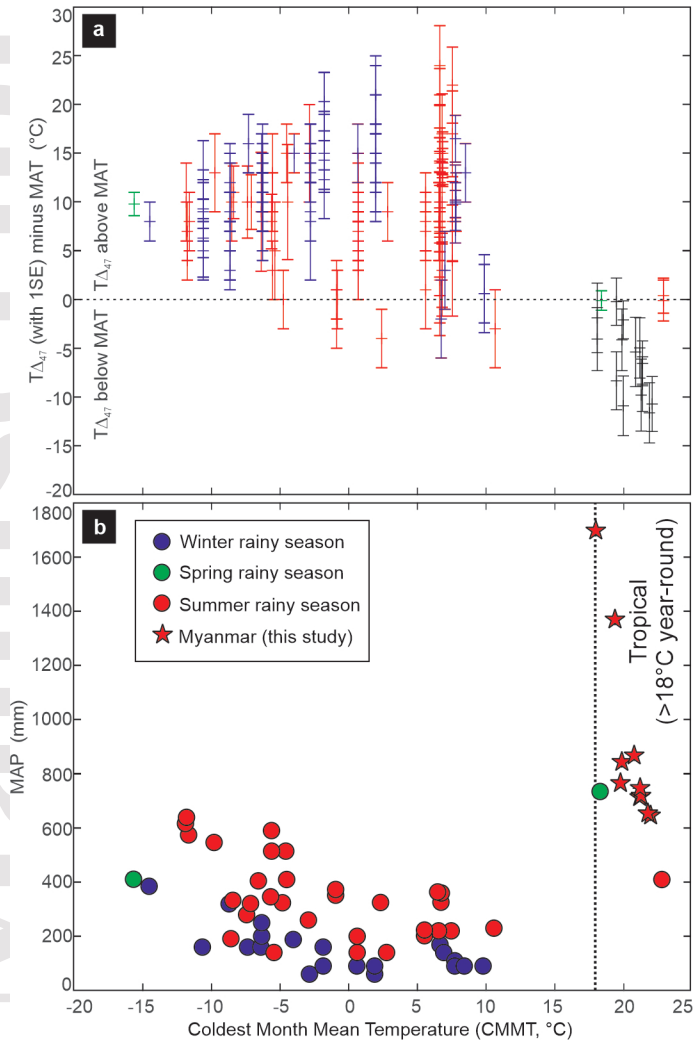 a
30
25
20
15
10
5
0
-5
-10
-15
-20
TΔ47 (with 1SE) minus MAT (°C)
TΔ47 below MAT TΔ47 above MAT
b
1800
1600
1400
1200
1000
800
600
400
200
0
MAP (mm)
Winter rainy season
Spring rainy season
Summer rainy season
Myanmar (this study)
Tropical
(>18°C year-round)
-20 -15 -10 -5 0 5 10 15 20 25
Coldest Month Mean Temperature (CMMT, °C)